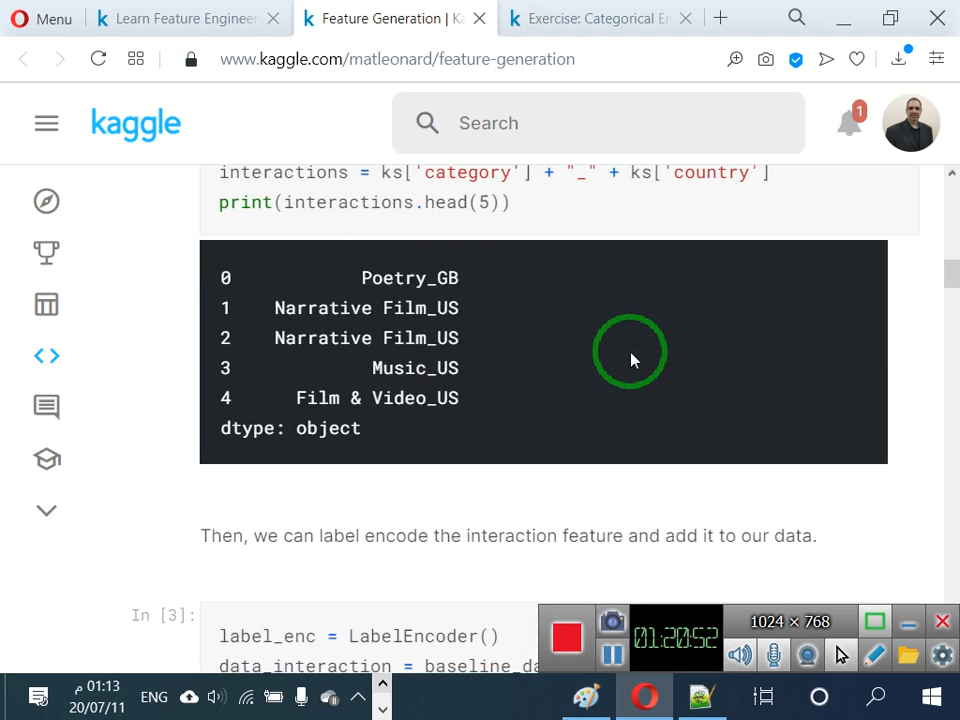 Menu
Learn Feature Engineer
Feature Generation | Ka
Exercise: Categorical En
www.kaggle.com/matleonard/feature-generation
kaggle
Search
1
interactions = ks['category'] + "_" + ks['country']
print(interactions.head(5))
0 Poetry_GB
1 Narrative Film_US
2 Narrative Film_US
3 Music_US
4 Film & Video_US
dtype: object
Then, we can label encode the interaction feature and add it to our data.
In [3]:
label_enc = LabelEncoder()
data_interaction = baseline_da
1024 × 768
01:20:52
01:13 م
20/07/11
ENG